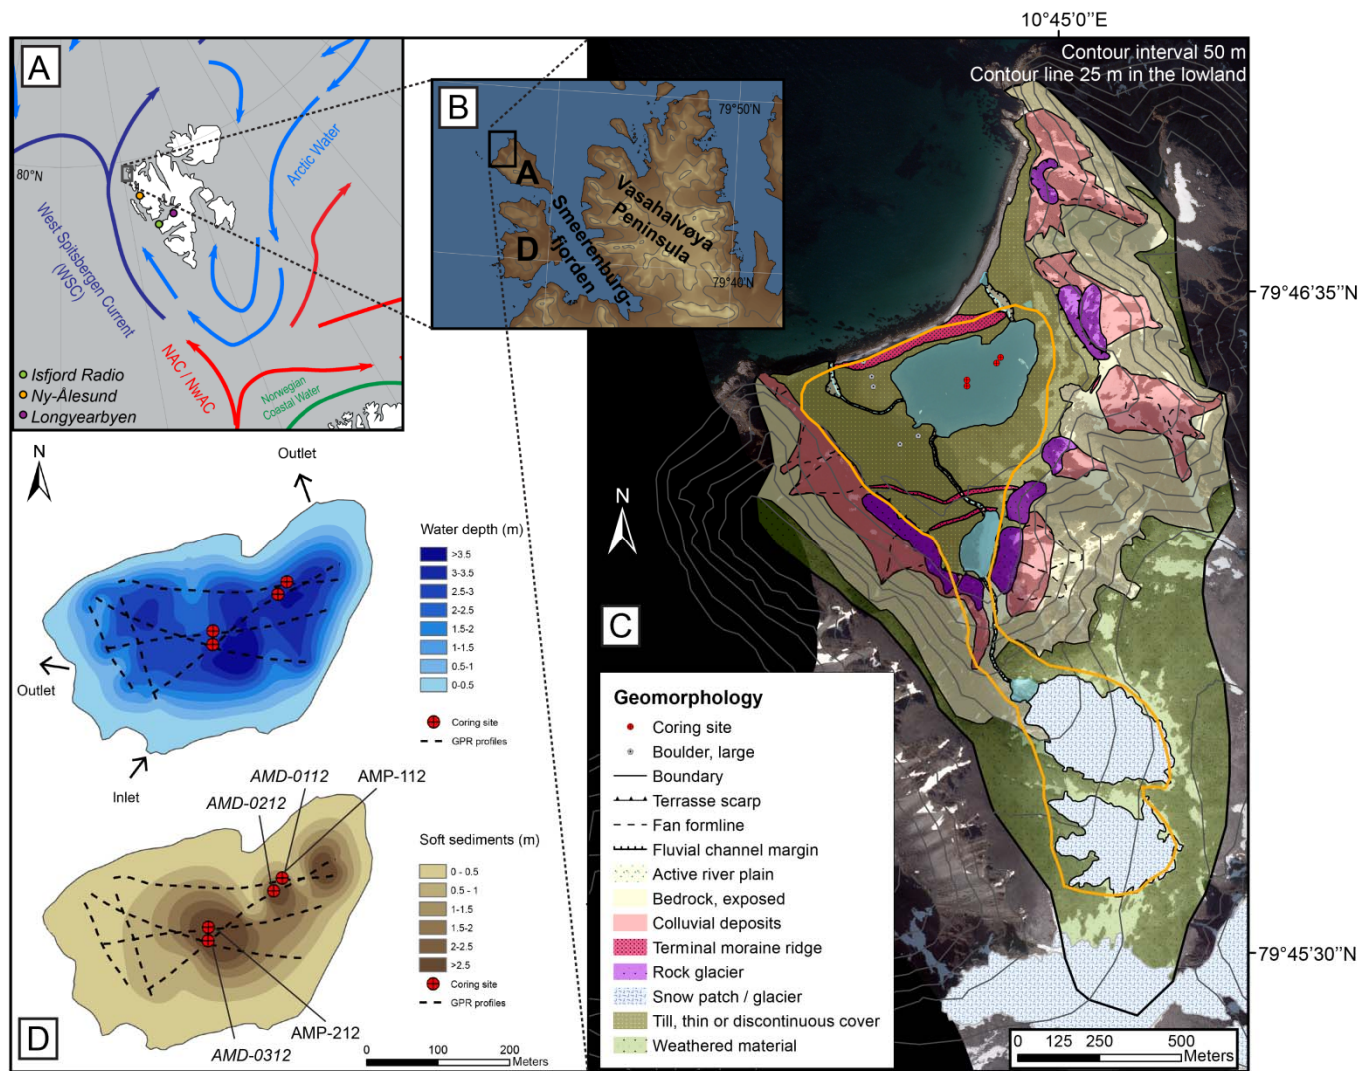 10°45'0"E
Contour interval 50 m
Contour line 25 m in the lowland
A
80°N
Arctic Water
West Spitsbergen Current
(WSC)
NAC / NwAC
Norwegian
Coastal Water
Isfjord Radio
Ny-Ålesund
Longyearbyen
B
79°50'N
A
D
Smeerenburg-
fjorden
Vasahalvøya
Peninsula
79°40'N
79°46'35"N
79°45'30"N
N
C
Geomorphology
Coring site
Boulder, large
Boundary
Terrasse scarp
Fan formline
Fluvial channel margin
Active river plain
Bedrock, exposed
Colluvial deposits
Terminal moraine ridge
Rock glacier
Snow patch / glacier
Till, thin or discontinuous cover
Weathered material
0 125 250 500
Meters
N
Outlet
Outlet
Inlet
Water depth (m)
>3.5
3-3.5
2.5-3
2-2.5
1.5-2
1-1.5
0.5-1
0-0.5
Coring site
GPR profiles
AMD-0112
AMP-112
AMD-0212
Soft sediments (m)
0 - 0.5
0.5 - 1
1-1.5
1.5-2
2-2.5
>2.5
Coring site
GPR profiles
AMP-212
AMD-0312
D
0 100 200
Meters